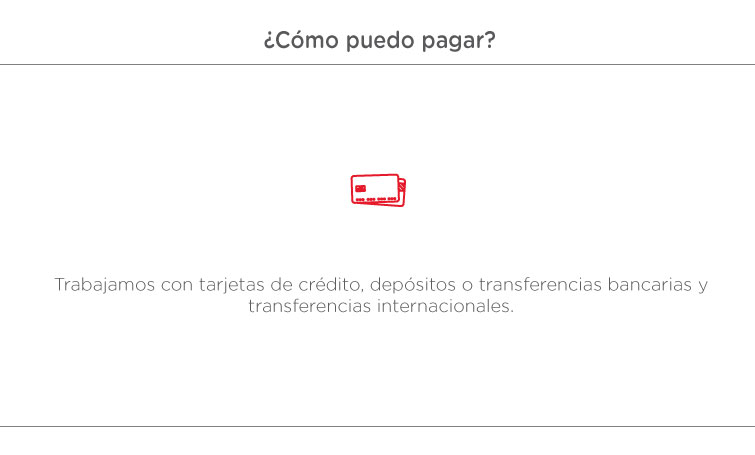 ¿Cómo puedo pagar?
Trabajamos con tarjetas de crédito, depósitos o transferencias bancarias y
transferencias internacionales.